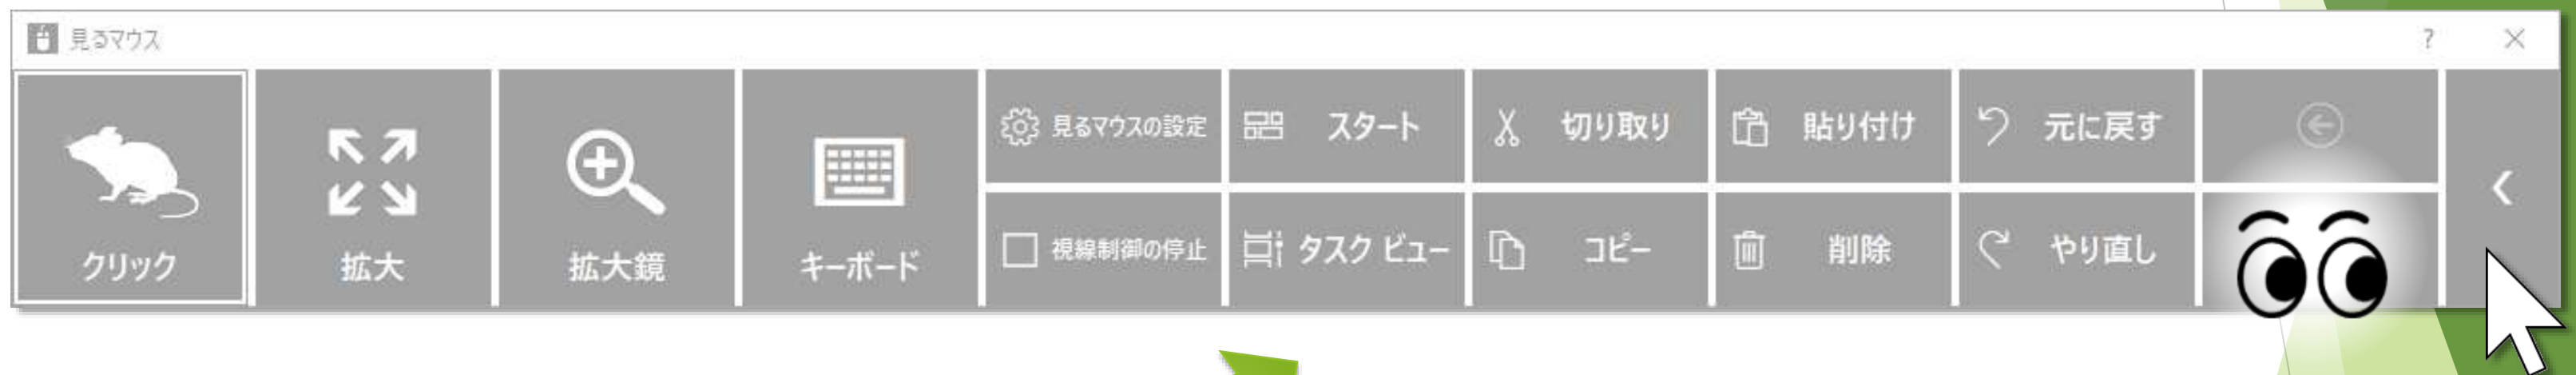 見るマウス
?
クリック
拡大
拡大鏡
キーボード
見るマウスの設定
スタート
切り取り
貼り付け
元に戻す
視線制御の停止
タスク ビュー
コピー
削除
やり直し